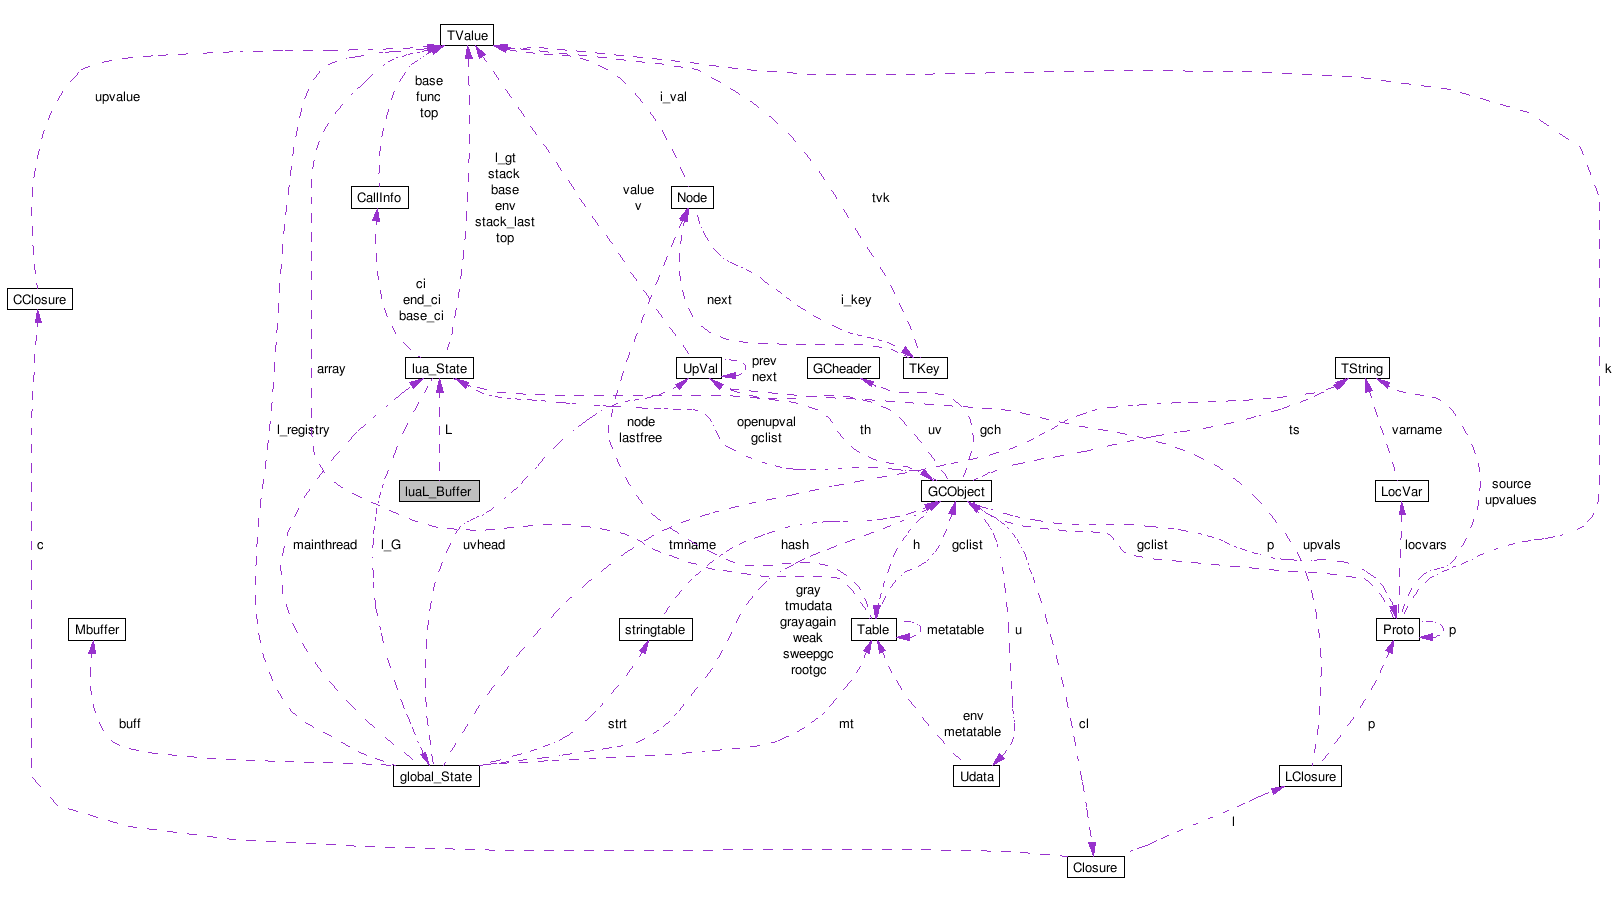 TValue
upvalue
base
func
top
i_val
l_gt
stack
base
env
stack_last
top
CallInfo
value
v
Node
tvk
CClosure
ci
end_ci
base_ci
next
i_key
array
lua_State
UpVal
prev
next
GCheader
TKey
TString
k
l_registry
L
node
lastfree
openupval
gclist
th
uv
gch
ts
varname
luaL_Buffer
GCObject
LocVar
source
upvalues
c
mainthread
l_G
uvhead
tmname
hash
h
gclist
gclist
p
upvals
locvars
gray
tmudata
grayagain
weak
sweepgc
rootgc
Mbuffer
stringtable
Table
metatable
u
Proto
p
buff
strt
mt
env
metatable
cl
p
global_State
Udata
LClosure
l
Closure